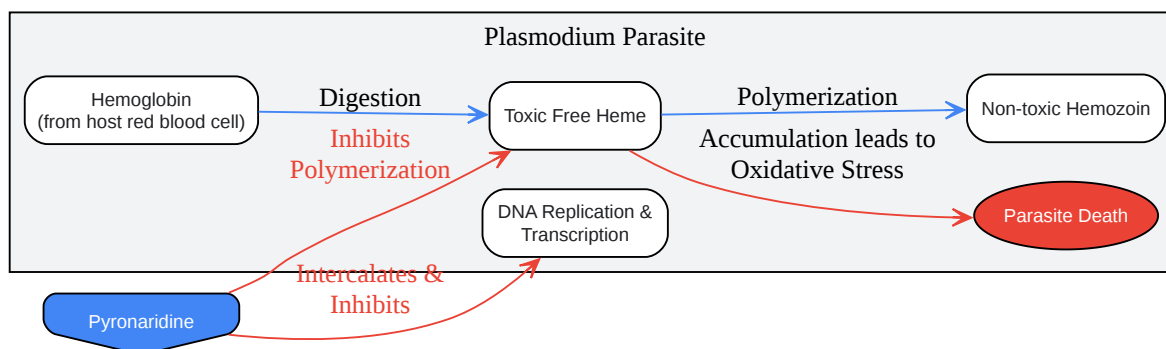 Plasmodium Parasite
Hemoglobin
(from host red blood cell)
Digestion
Inhibits
Polymerization
Toxic Free Heme
Polymerization
Accumulation leads to
Oxidative Stress
Non-toxic Hemozoin
DNA Replication &
Transcription
Parasite Death
Intercalates &
Inhibits
Pyronaridine